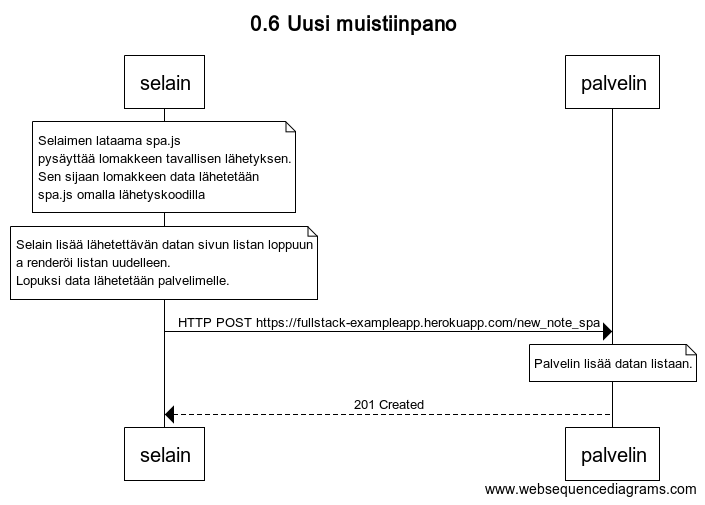 0.6 Uusi muistiinpano
selain
palvelin
Selaimen lataama spa.js
pysäyttää lomakkeen tavallisen lähetyksen.
Sen sijaan lomakkeen data lähetetään
spa.js omalla lähetyskoodilla
Selain lisää lähetettävän datan sivun listan loppuun
a renderöi listan uudelleen.
Lopuksi data lähetetään palvelimelle.
HTTP POST https://fullstack-exampleapp.herokuapp.com/new_note_spa
Palvelin lisää datan listaan.
201 Created
selain
palvelin
www.websequencediagrams.com